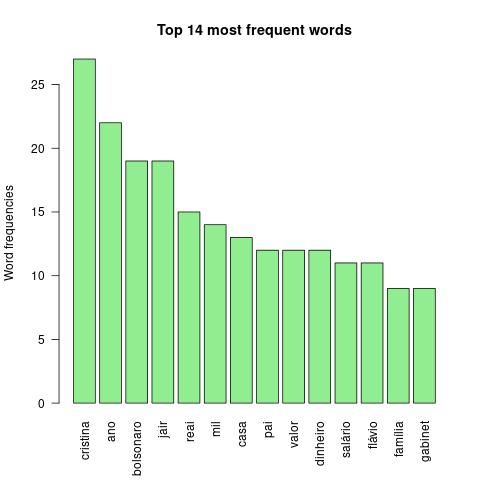 Top 14 most frequent words
Word frequencies
25
20
15
10
5
0
cristina
ano
bolsonaro
jair
reai
mil
casa
pai
valor
dinheiro
salário
flávio
família
gabinet